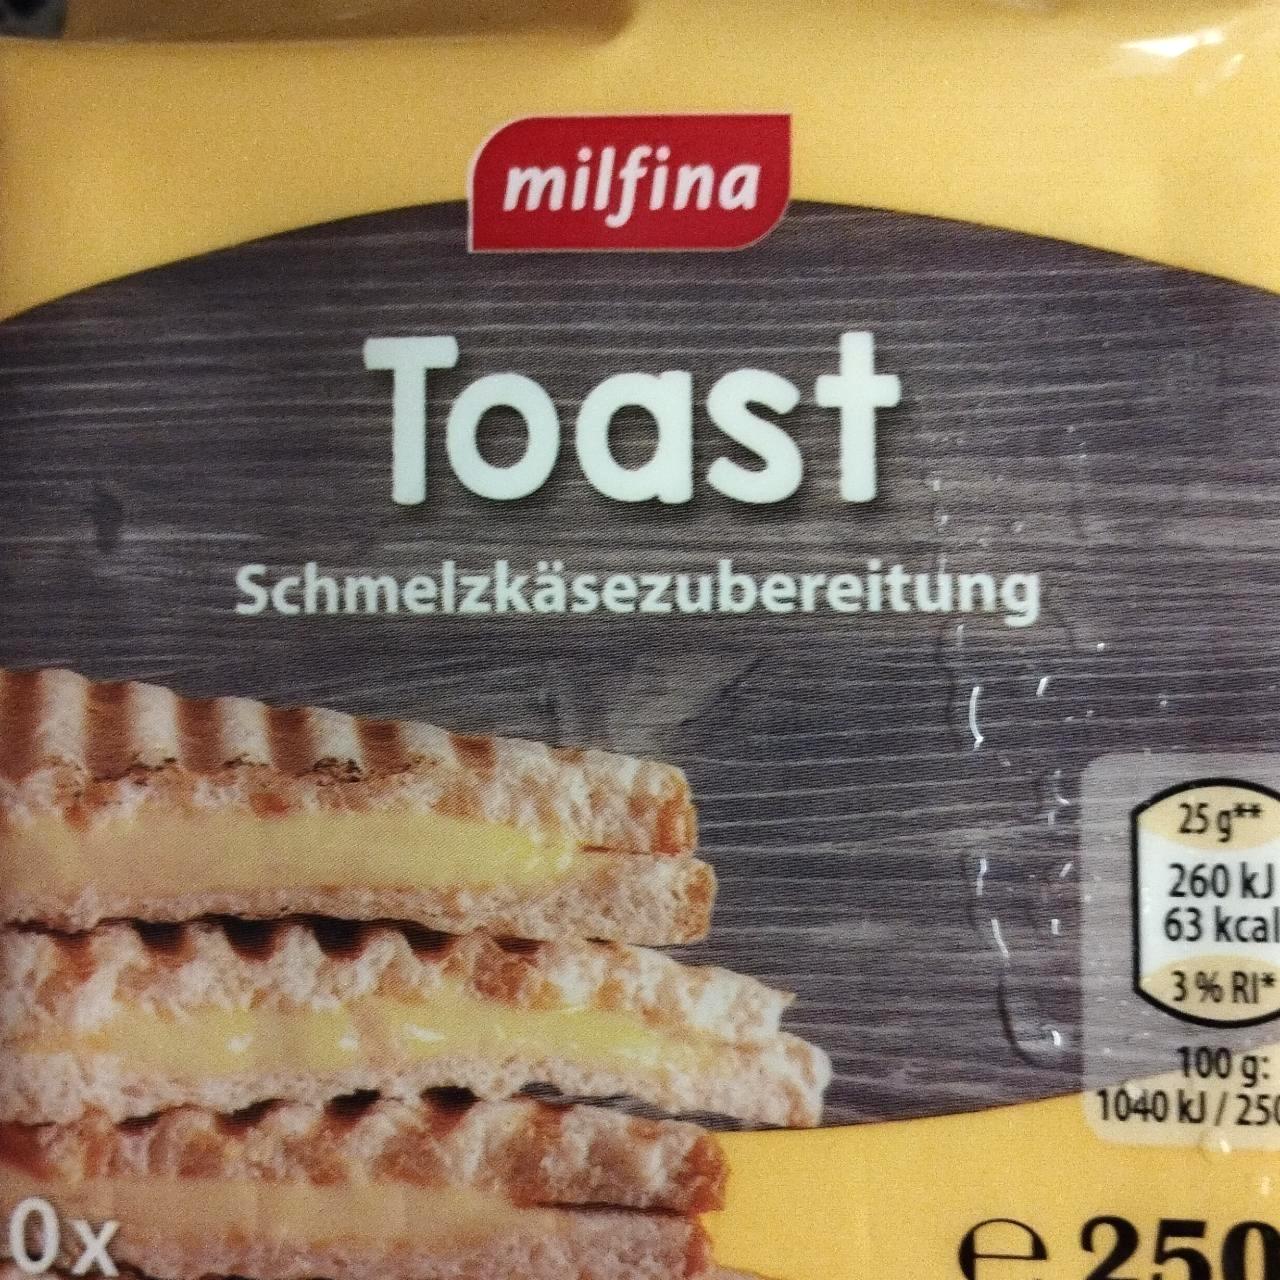 milfina
Toast
Schmelzkäsezubereitung
25 g**
260 kJ
63 kcal
3 % RI*
100 g:
1040 kJ / 250
0x
℮ 250